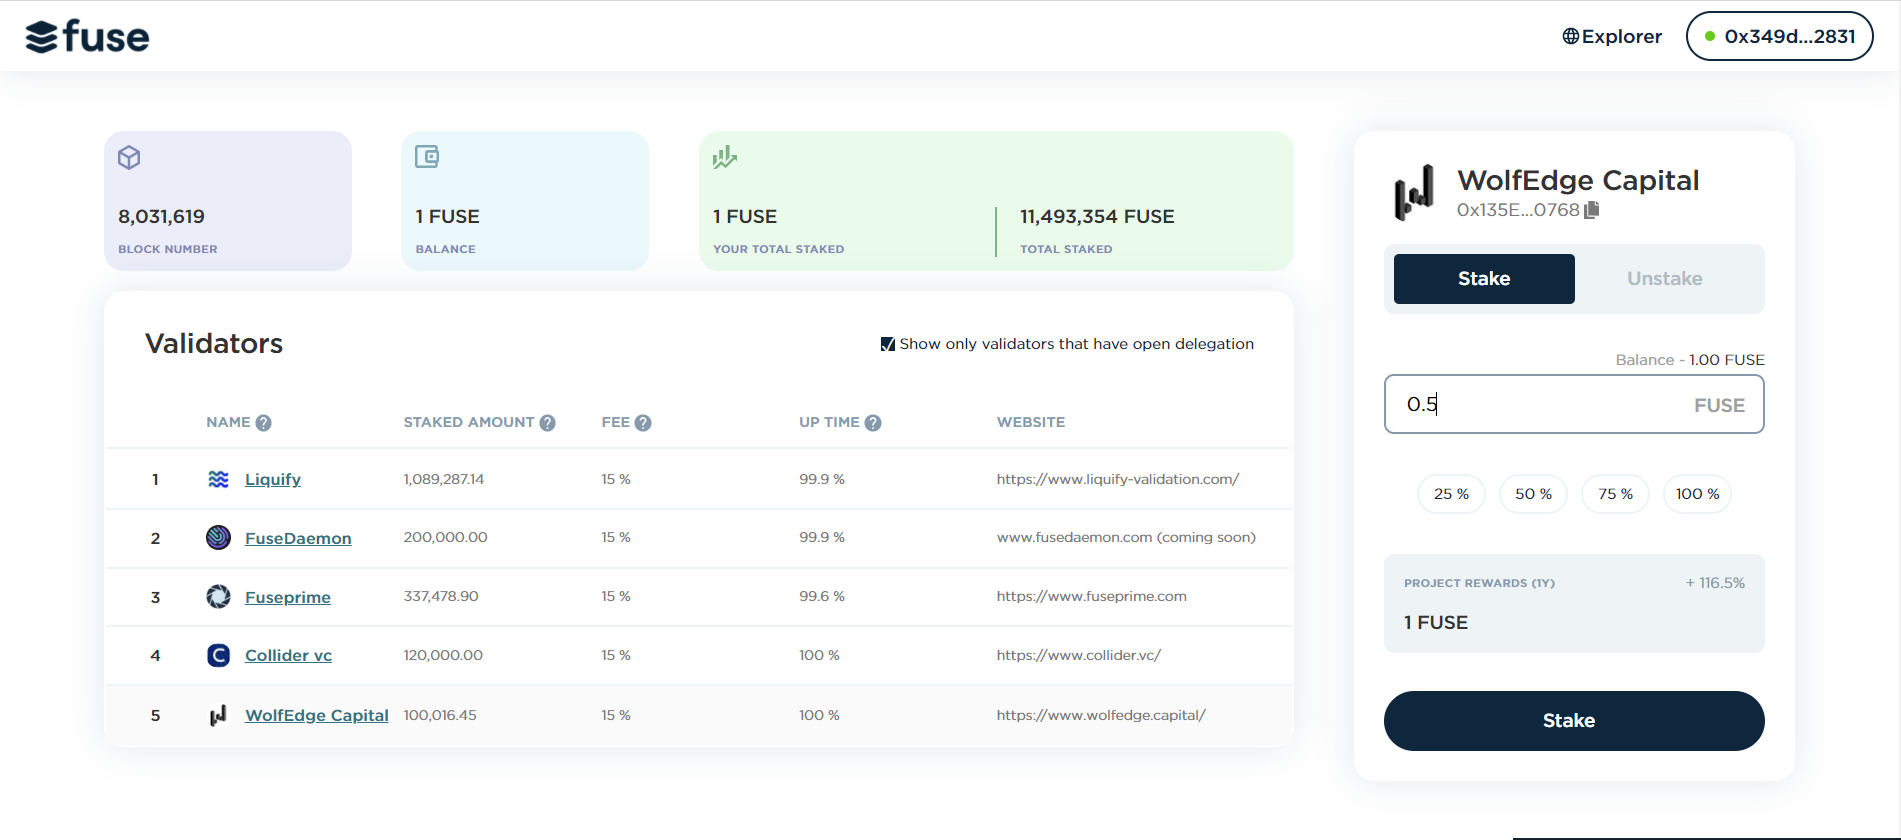 fuse
Explorer
0x349d...2831
8,031,619
BLOCK NUMBER
1 FUSE
BALANCE
1 FUSE
YOUR TOTAL STAKED
11,493,354 FUSE
TOTAL STAKED
Validators
Show only validators that have open delegation
NAME ? STAKED AMOUNT ? FEE ? UP TIME ? WEBSITE
1 Liquify 1,089,287.14 15 % 99.9 % https://www.liquify-validation.com/
2 FuseDaemon 200,000.00 15 % 99.9 % www.fusedaemon.com (coming soon)
3 Fuseprime 337,478.90 15 % 99.6 % https://www.fuseprime.com
4 Collider vc 120,000.00 15 % 100 % https://www.collider.vc/
5 WolfEdge Capital 100,016.45 15 % 100 % https://www.wolfedge.capital/
WolfEdge Capital
0x135E...0768
Stake Unstake
Balance - 1.00 FUSE
0.5 FUSE
25 % 50 % 75 % 100 %
PROJECT REWARDS (1Y) + 116.5%
1 FUSE
Stake